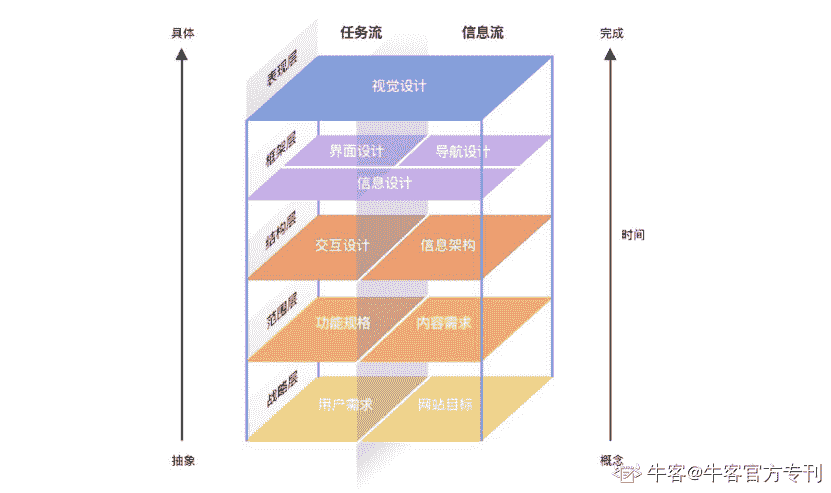 具体
任务流
信息流
完成
表现层
视觉设计
框架层
界面设计
导航设计
信息设计
结构层
交互设计
信息架构
时间
范围层
功能规格
内容需求
战略层
用户需求
网站目标
抽象
概念
牛客@牛客官方专刊